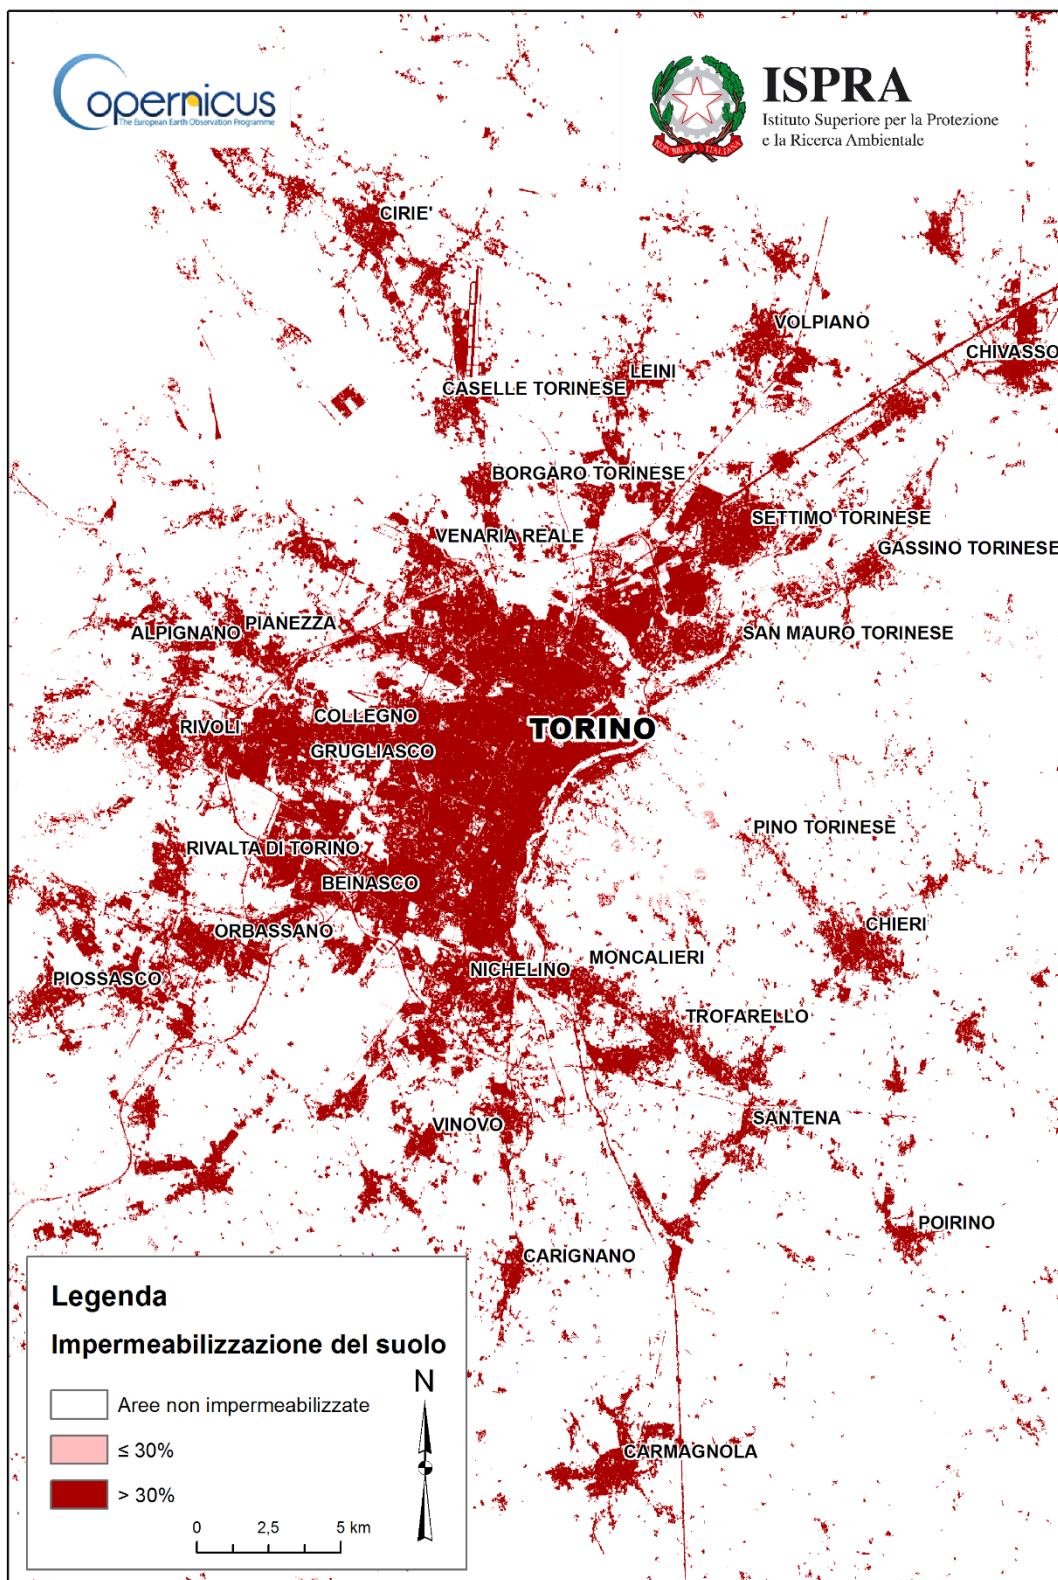 Copernicus
The European Earth Observation Programme
REPVBBLICA ITALIANA
ISPRA
Istituto Superiore per la Protezione
e la Ricerca Ambientale
CIRIE'
VOLPIANO
CHIVASSO
LEINI
CASELLE TORINESE
BORGARO TORINESE
SETTIMO TORINESE
VENARIA REALE
GASSINO TORINESE
PIANEZZA
ALPIGNANO
SAN MAURO TORINESE
COLLEGNO
RIVOLI
TORINO
GRUGLIASCO
PINO TORINESE
RIVALTA DI TORINO
BEINASCO
CHIERI
ORBASSANO
MONCALIERI
NICHELINO
PIOSSASCO
TROFARELLO
SANTENA
VINOVO
POIRINO
CARIGNANO
CARMAGNOLA
Legenda
Impermeabilizzazione del suolo
N
Aree non impermeabilizzate
≤ 30%
> 30%
0 2,5 5 km